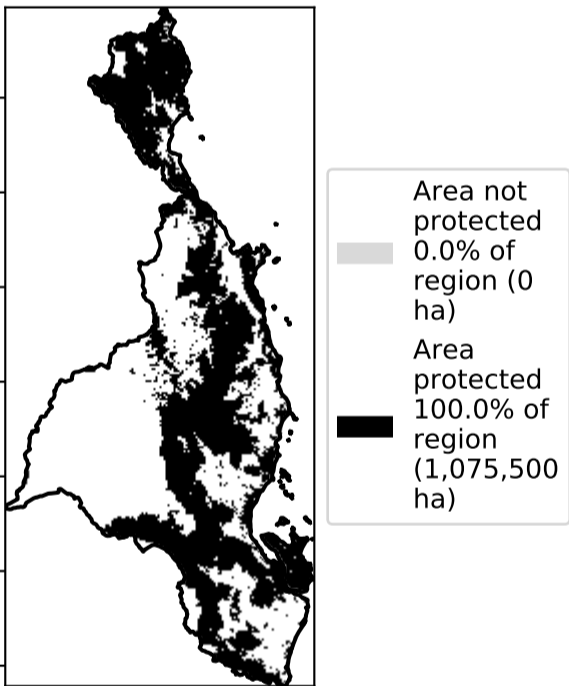 Area not
protected
0.0% of
region (0
ha)
Area
protected
100.0% of
region
(1,075,500
ha)